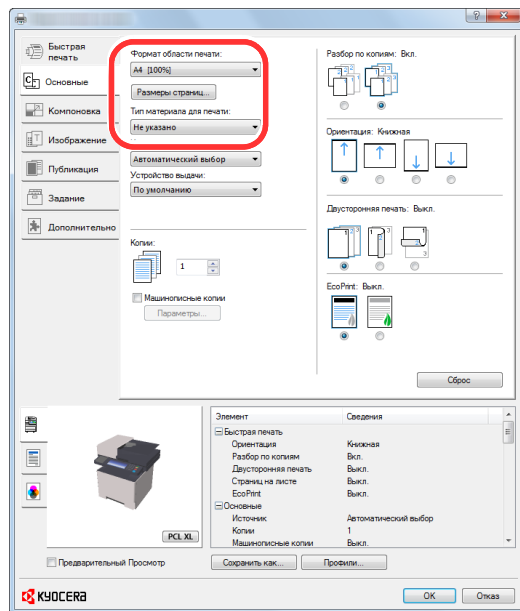 Быстрая
печать
Основные
Компоновка
Изображение
Публикация
Задание
Дополнительно
Формат области печати:
A4 [100%]
Размеры страниц...
Тип материала для печати:
Не указано
Автоматический выбор
Устройство выдачи:
По умолчанию
Копии:
1
Машинописные копии
Параметры...
Разбор по копиям: Вкл.
Ориентация: Книжная
Двусторонняя печать: Выкл.
EcoPrint: Выкл.
Сброс
PCL XL
Предварительный Просмотр
Элемент Сведения
Быстрая печать
Ориентация Книжная
Разбор по копиям Вкл.
Двусторонняя печать Выкл.
Страниц на листе Выкл.
EcoPrint Выкл.
Основные
Источник Автоматический выбор
Копии 1
Машинописные копии Выкл.
Сохранить как... Профили...
KYOCERA
OK Отказ